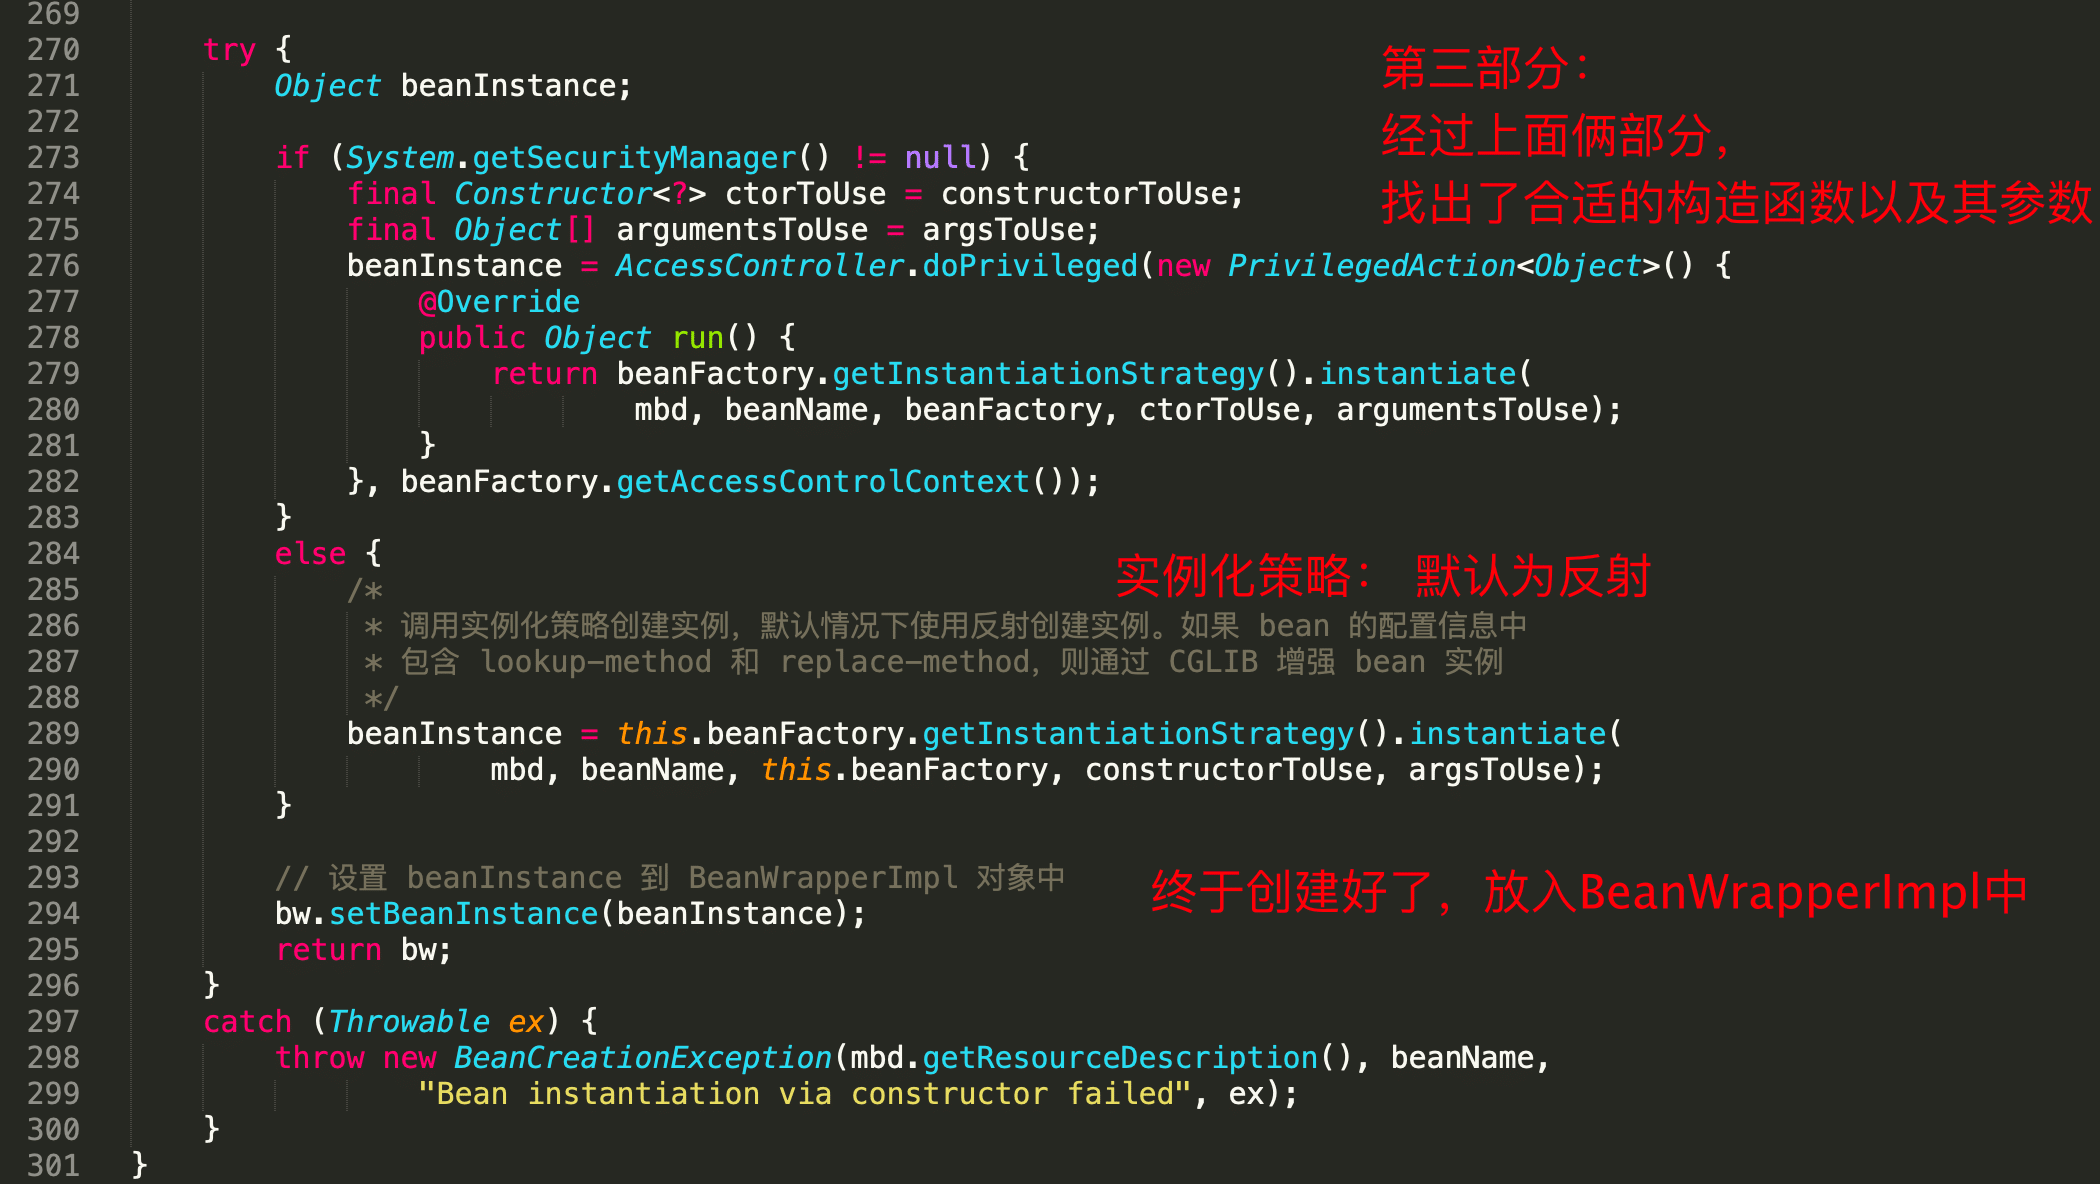 269
270 try {
271 Object beanInstance;
第三部分：
272
经过上面俩部分，
273 if (System.getSecurityManager() != null) {
274 final Constructor<?> ctorToUse = constructorToUse;
找出了合适的构造函数以及其参数
275 final Object[] argumentsToUse = argsToUse;
276 beanInstance = AccessController.doPrivileged(new PrivilegedAction<Object>() {
277 @Override
278 public Object run() {
279 return beanFactory.getInstantiationStrategy().instantiate(
280 mbd, beanName, beanFactory, ctorToUse, argumentsToUse);
281 }
282 }, beanFactory.getAccessControlContext());
283 }
284 else {
实例化策略： 默认为反射
285 /*
286 * 调用实例化策略创建实例，默认情况下使用反射创建实例。如果 bean 的配置信息中
287 * 包含 lookup-method 和 replace-method，则通过 CGLIB 增强 bean 实例
288 */
289 beanInstance = this.beanFactory.getInstantiationStrategy().instantiate(
290 mbd, beanName, this.beanFactory, constructorToUse, argsToUse);
291 }
292
293 // 设置 beanInstance 到 BeanWrapperImpl 对象中
终于创建好了，放入BeanWrapperImpl中
294 bw.setBeanInstance(beanInstance);
295 return bw;
296 }
297 catch (Throwable ex) {
298 throw new BeanCreationException(mbd.getResourceDescription(), beanName,
299 "Bean instantiation via constructor failed", ex);
300 }
301 }